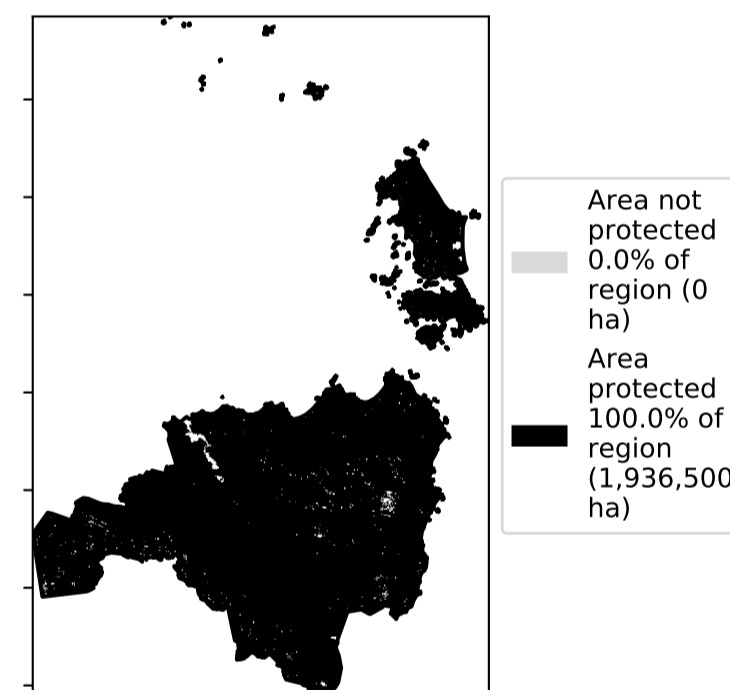 Area not
protected
0.0% of
region (0
ha)
Area
protected
100.0% of
region
(1,936,500
ha)